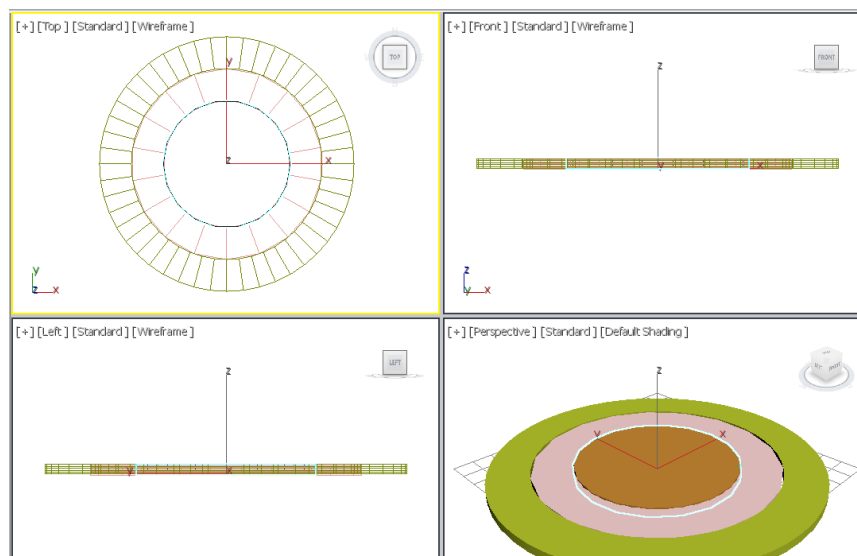 [+] [Top] [Standard] [Wireframe]
TOP
y
z
x
y
z
x
[+] [Front] [Standard] [Wireframe]
FRONT
z
y
x
z
y
x
[+] [Left] [Standard] [Wireframe]
LEFT
z
y
x
[+] [Perspective] [Standard] [Default Shading]
z
y
x